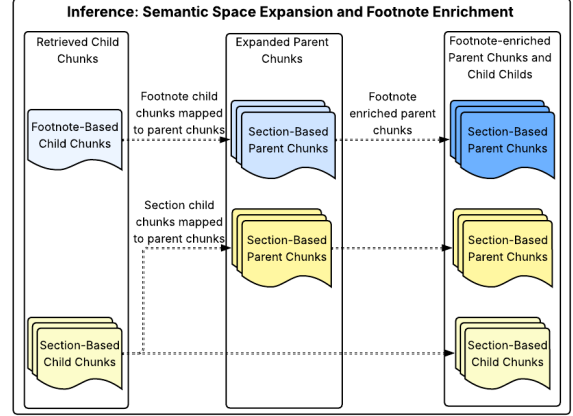 Inference: Semantic Space Expansion and Footnote Enrichment
Retrieved Child
Chunks
Footnote-Based
Child Chunks
Section-Based
Child Chunks
Footnote child
chunks mapped
to parent chunks
Section child
chunks mapped
to parent chunks
Expanded Parent
Chunks
Section-Based
Parent Chunks
Section-Based
Parent Chunks
Footnote
enriched parent
chunks
Footnote-enriched
Parent Chunks and
Child Childs
Section-Based
Parent Chunks
Section-Based
Parent Chunks
Section-Based
Child Chunks